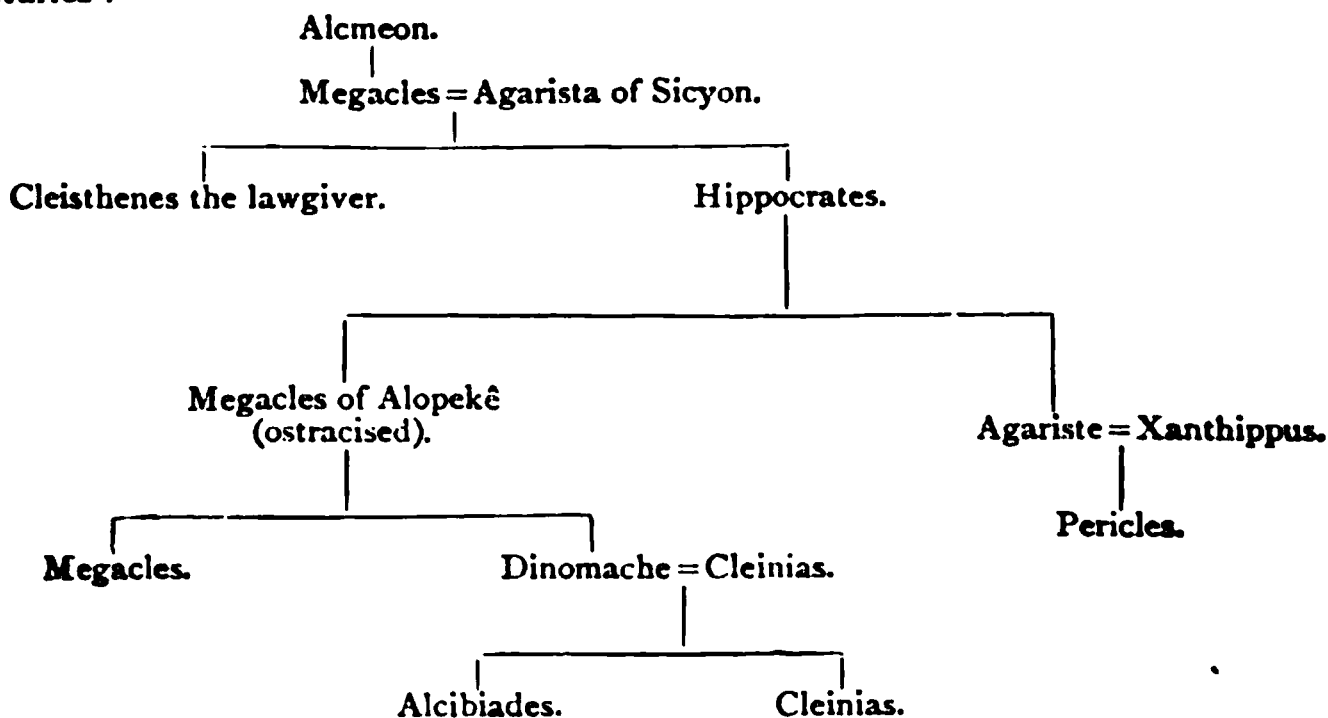 Alcmeon.
Megacles = Agarista of Sicyon.
Cleisthenes the lawgiver. Hippocrates.
Megacles of Alopekê
(ostracised).
Agariste = Xanthippus.
Pericles.
Megacles. Dinomache = Cleinias.
Alcibiades. Cleinias.